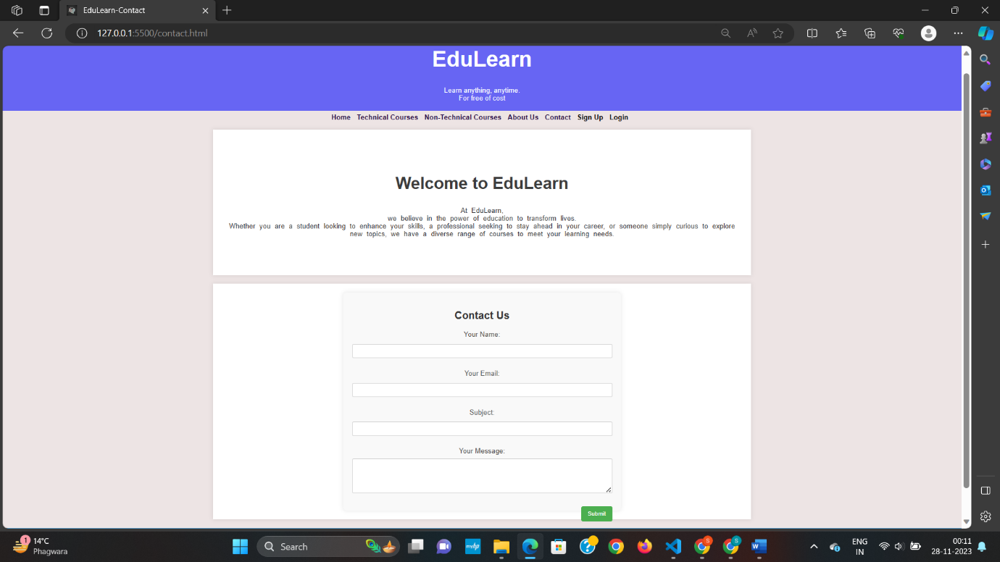 EduLearn-Contact
127.0.0.1:5500/contact.html
EduLearn
Learn anything, anytime.
For free of cost
Home Technical Courses Non-Technical Courses About Us Contact Sign Up Login
Welcome to EduLearn
At EduLearn,
we believe in the power of education to transform lives.
Whether you are a student looking to enhance your skills, a professional seeking to stay ahead in your career, or someone simply curious to explore
new topics, we have a diverse range of courses to meet your learning needs.
Contact Us
Your Name:
Your Email:
Subject:
Your Message:
Submit
1
14°C
Phagwara
Search
myhp
S
S
ENG
IN
00:11
28-11-2023